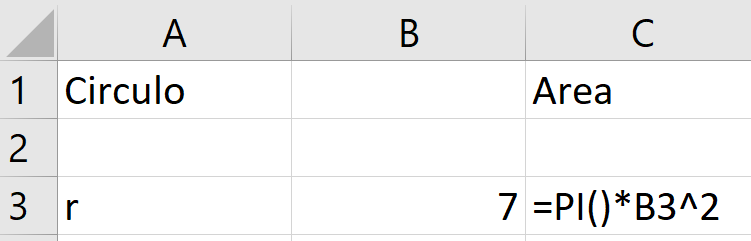 A B C
1 Circulo Area
2
3 r 7 =PI()*B3^2